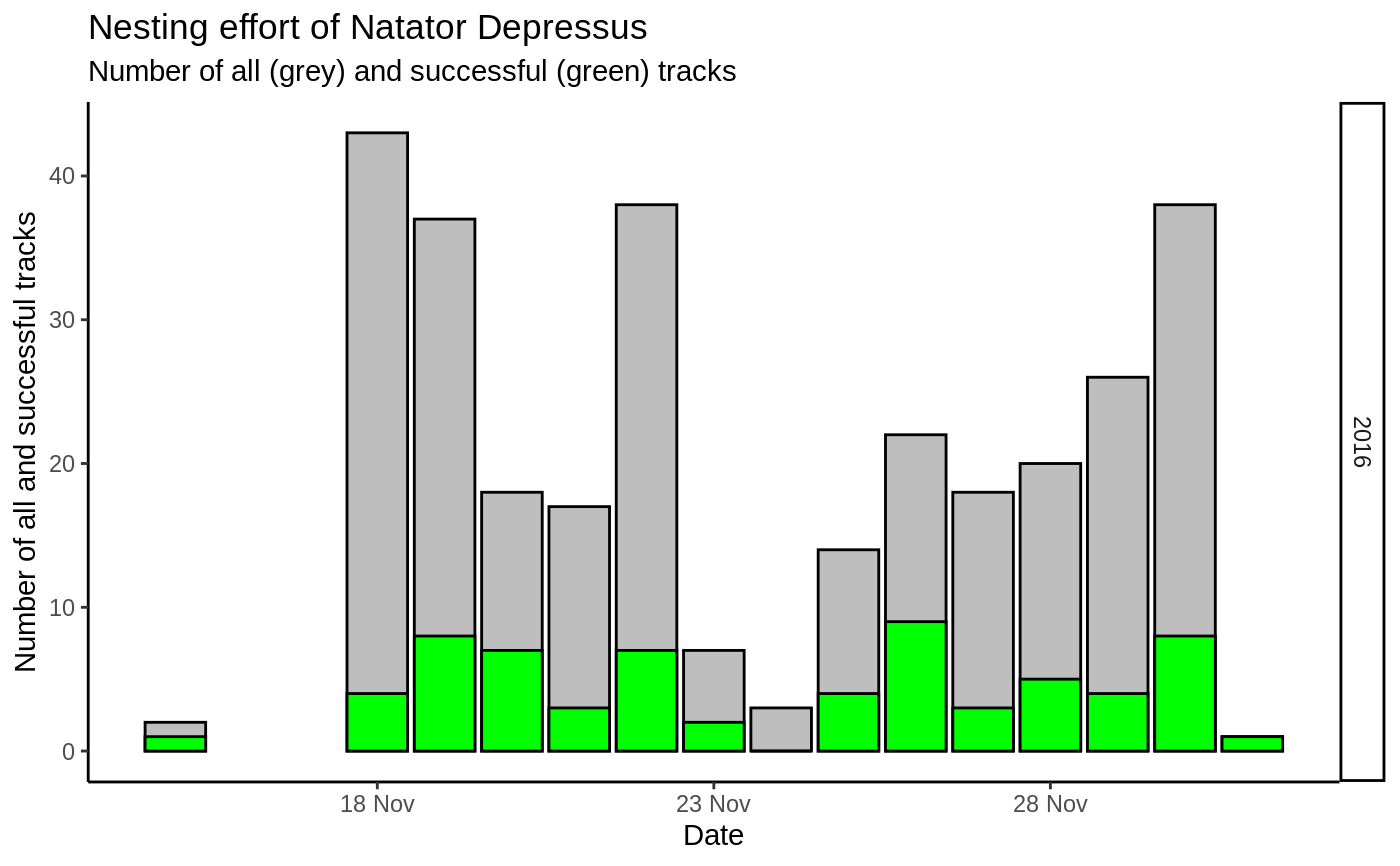 Nesting effort of Natator Depressus
Number of all (grey) and successful (green) tracks
Number of all and successful tracks
40
30
20
10
0
2016
18 Nov
23 Nov
28 Nov
Date